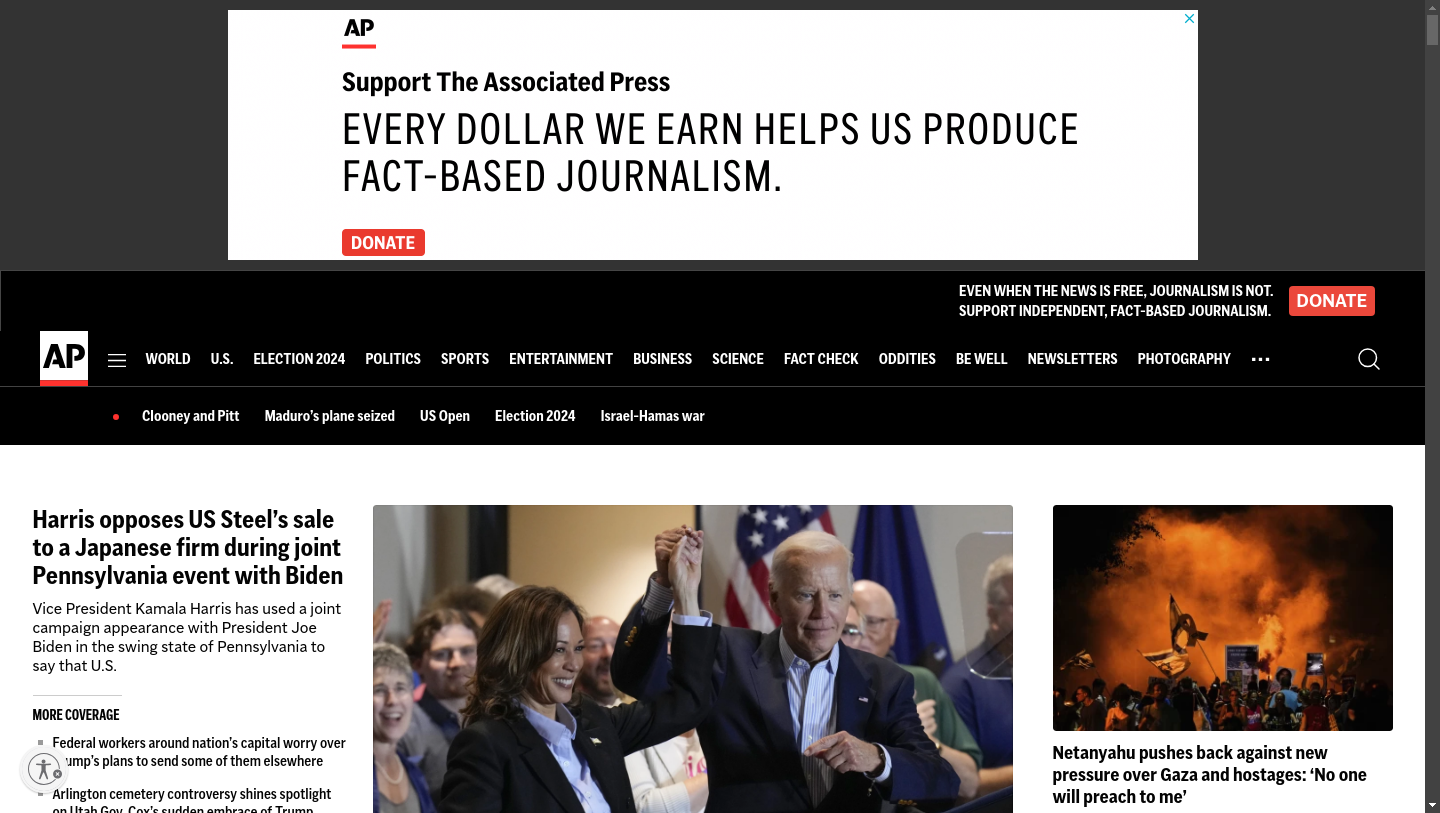 AP
Support The Associated Press
EVERY DOLLAR WE EARN HELPS US PRODUCE
FACT-BASED JOURNALISM.
DONATE
EVEN WHEN THE NEWS IS FREE, JOURNALISM IS NOT.
SUPPORT INDEPENDENT, FACT-BASED JOURNALISM.
DONATE
AP
WORLD U.S. ELECTION 2024 POLITICS SPORTS ENTERTAINMENT BUSINESS SCIENCE FACT CHECK ODDITIES BE WELL NEWSLETTERS PHOTOGRAPHY
Clooney and Pitt Maduro’s plane seized US Open Election 2024 Israel-Hamas war
Harris opposes US Steel’s sale
to a Japanese firm during joint
Pennsylvania event with Biden
Vice President Kamala Harris has used a joint
campaign appearance with President Joe
Biden in the swing state of Pennsylvania to
say that U.S.
MORE COVERAGE
Federal workers around nation’s capital worry over
ump’s plans to send some of them elsewhere
Arlington cemetery controversy shines spotlight
on Utah Gov. Cox’s sudden embrace of Trump
Netanyahu pushes back against new
pressure over Gaza and hostages: ‘No one
will preach to me’